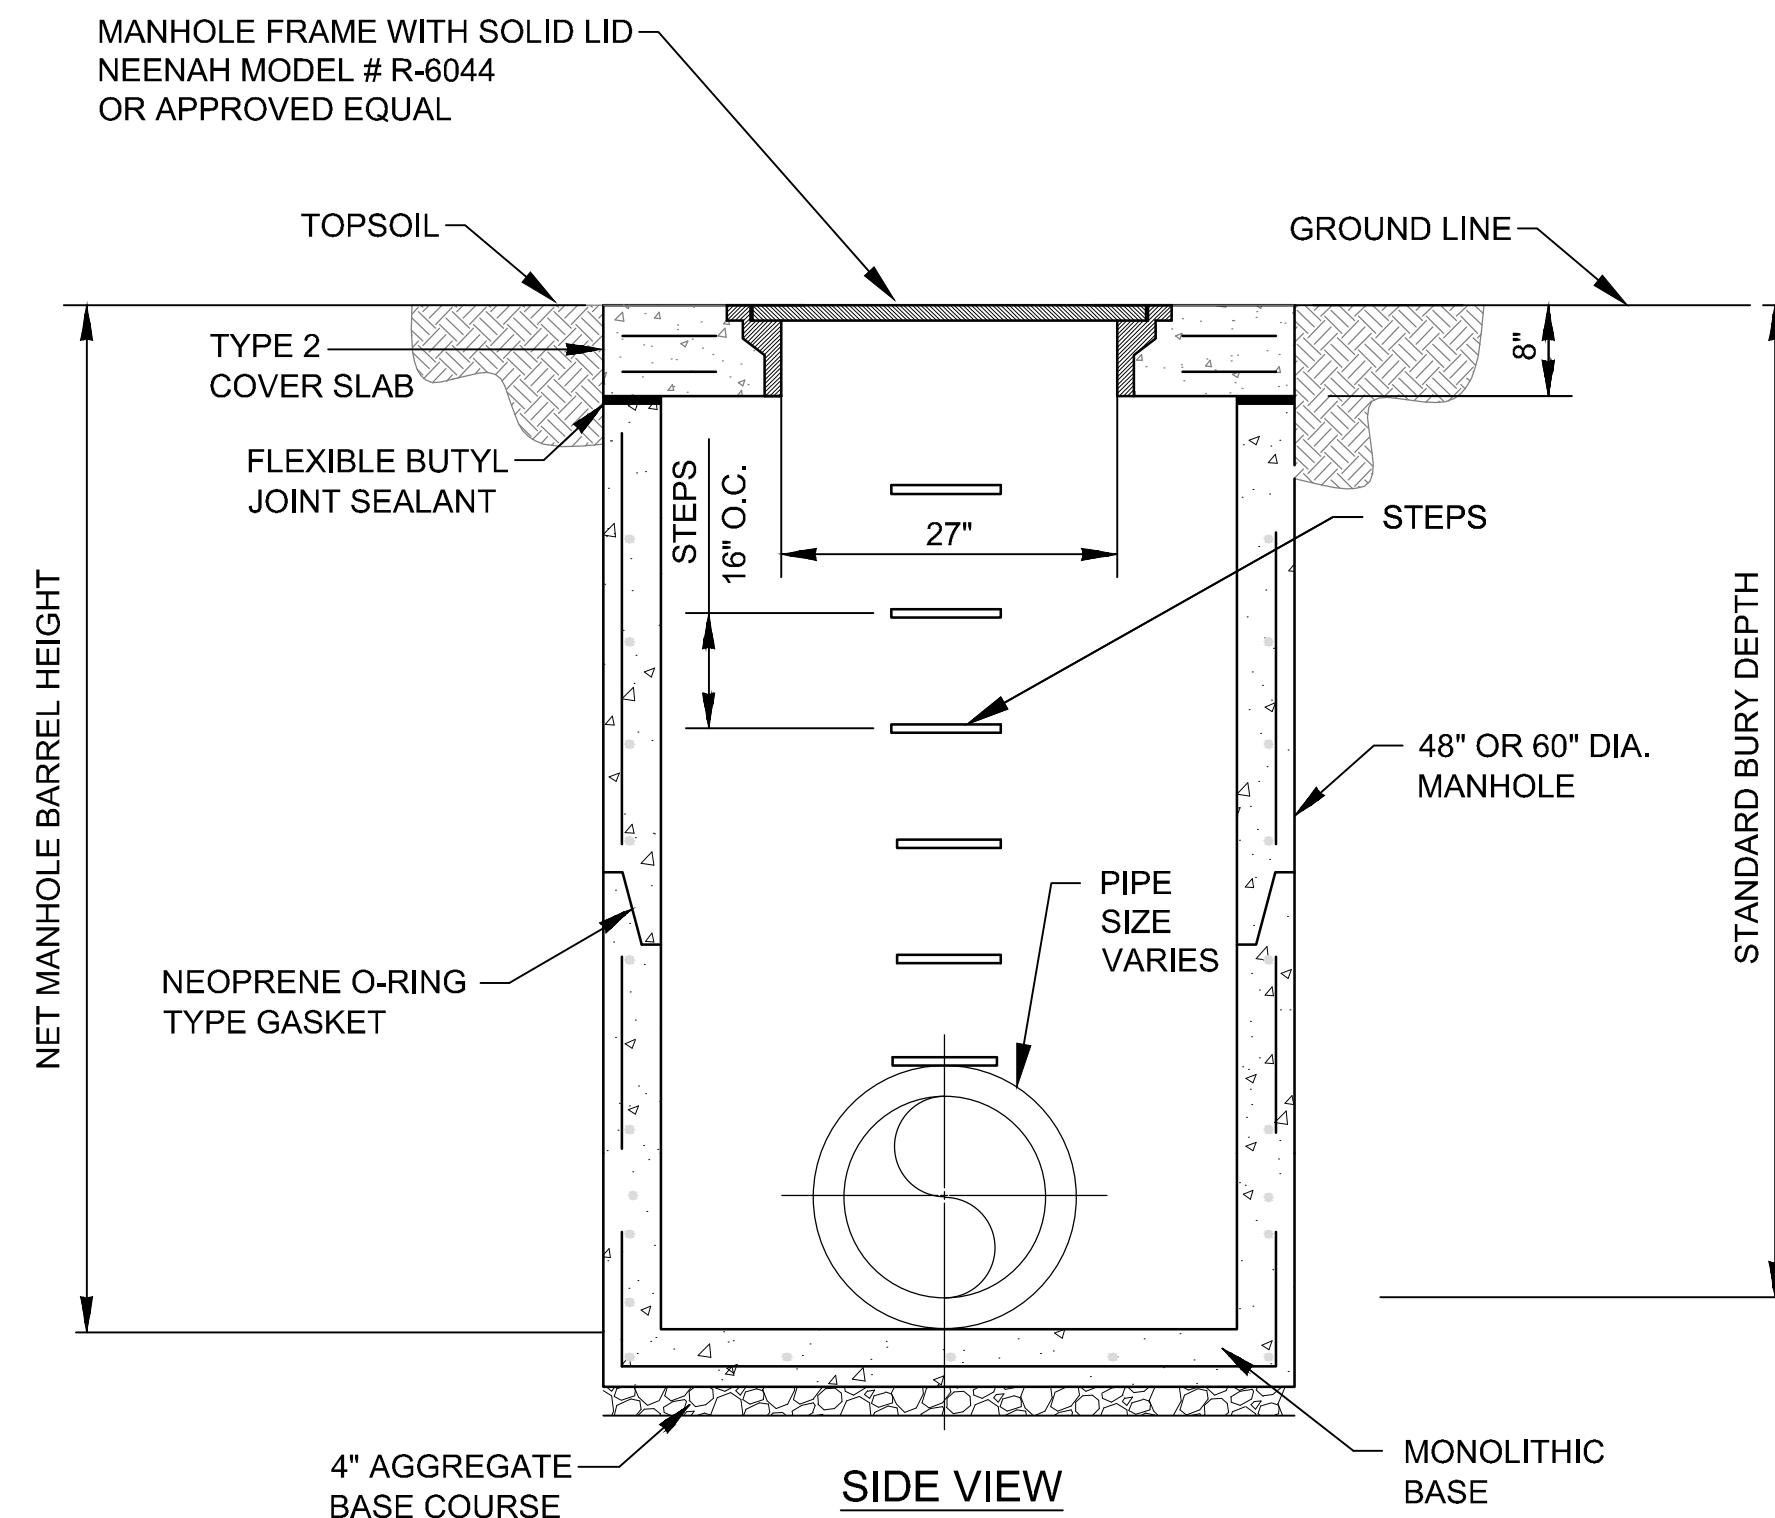 MANHOLE FRAME WITH SOLID LID
NEENAH MODEL # R-6044
OR APPROVED EQUAL
TOPSOIL
GROUND LINE
TYPE 2
COVER SLAB
8"
FLEXIBLE BUTYL
JOINT SEALANT
STEPS
16" O.C.
27"
STEPS
NET MANHOLE BARREL HEIGHT
STANDARD BURY DEPTH
48" OR 60" DIA.
MANHOLE
PIPE
SIZE
VARIES
NEOPRENE O-RING
TYPE GASKET
4" AGGREGATE
BASE COURSE
SIDE VIEW
MONOLITHIC
BASE